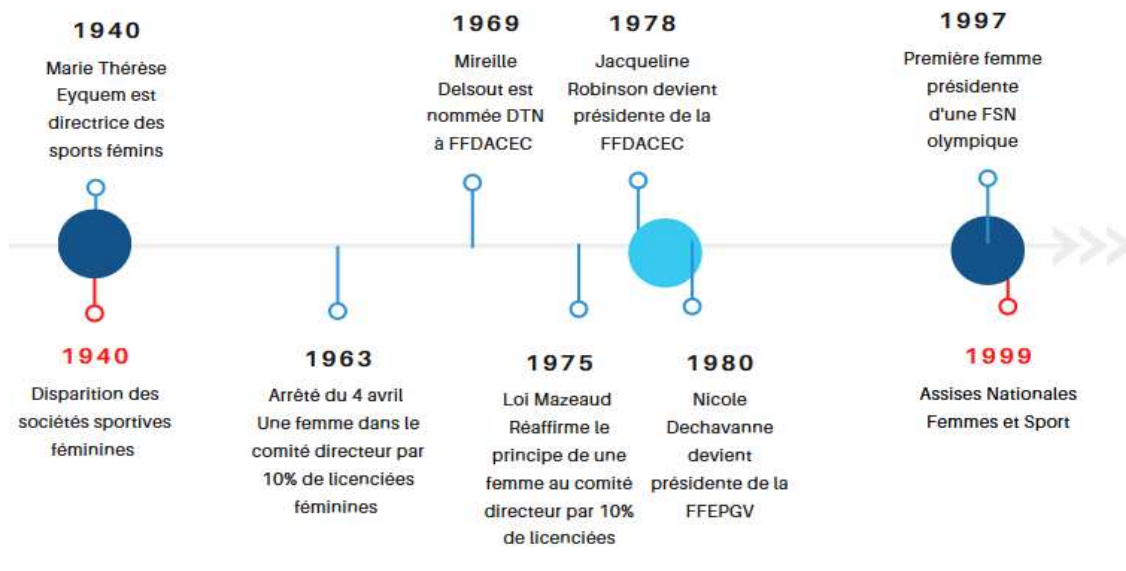 1940
Marie Thérèse
Eyquem est
directrice des
sports fémins
1969
Mireille
Delsout est
nommée DTN
à FFDACEC
1978
Jacqueline
Robinson devient
présidente de la
FFDACEC
1997
Première femme
présidente
d'une FSN
olympique
1940
Disparition des
sociétés sportives
féminines
1963
Arrêté du 4 avril
Une femme dans le
comité directeur par
10% de licenciées
féminines
1975
Loi Mazeaud
Réaffirme le
principe de une
femme au comité
directeur par 10%
de licenciées
1980
Nicole
Dechavanne
devient
présidente de la
FFEPGV
1999
Assises Nationales
Femmes et Sport